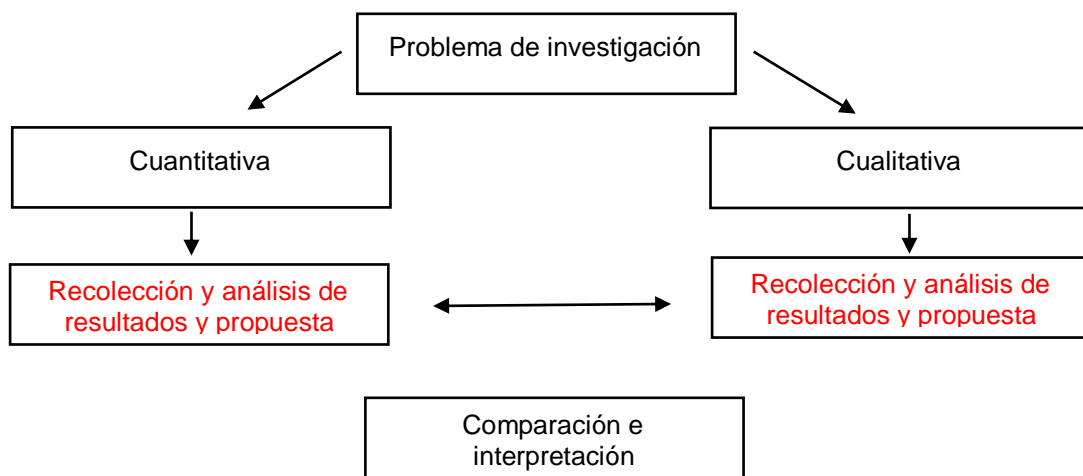 Problema de investigación
Cuantitativa
Cualitativa
Recolección y análisis de
resultados y propuesta
Recolección y análisis de
resultados y propuesta
Comparación e
interpretación